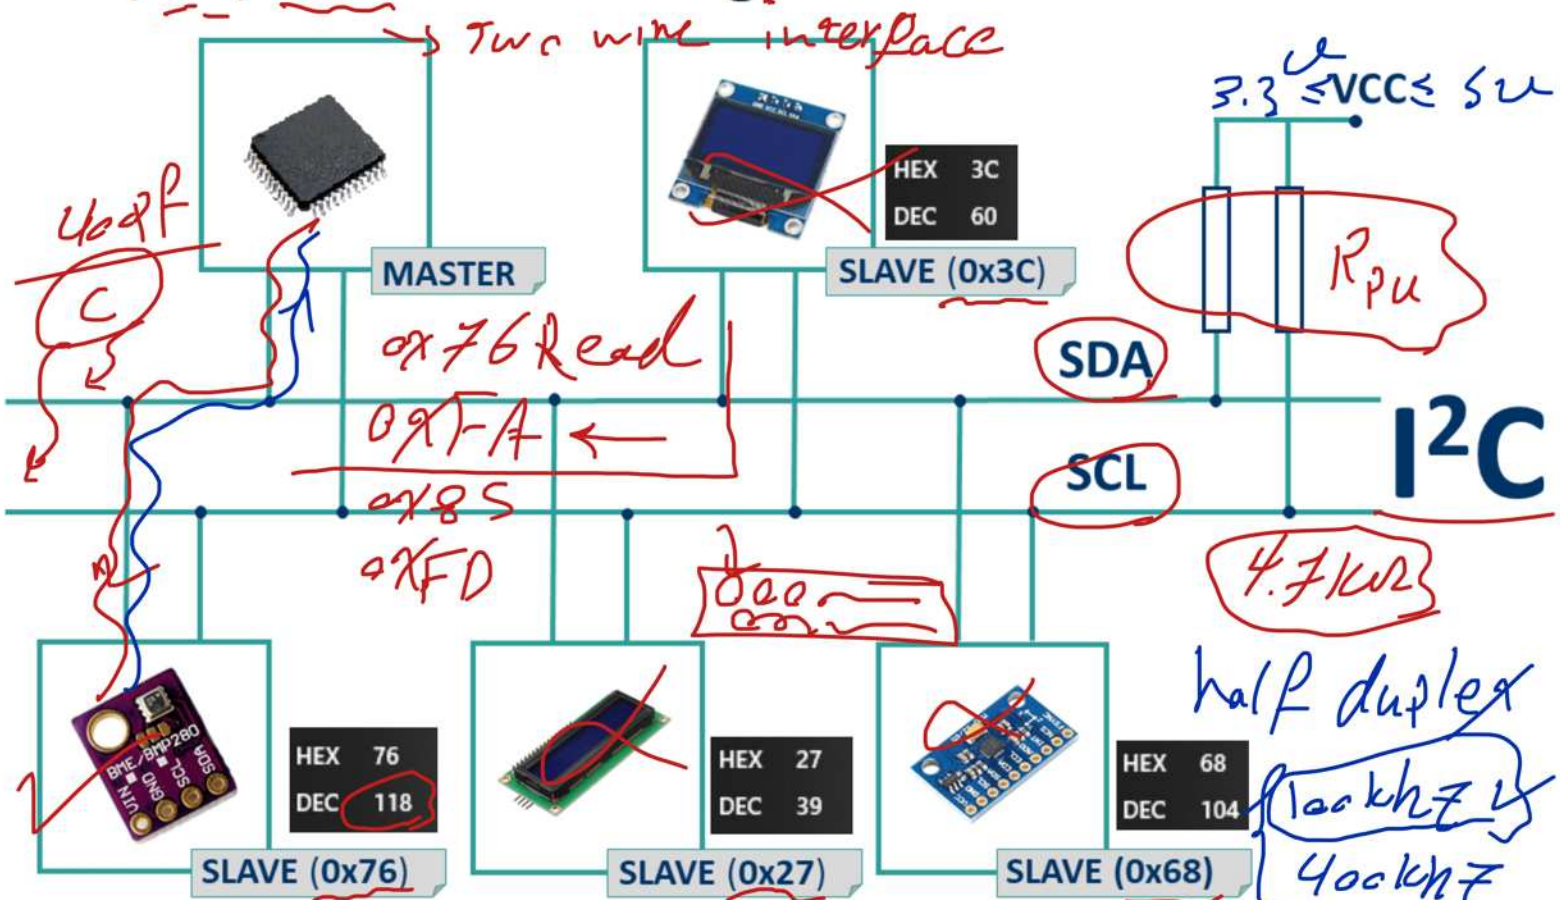 Two wire interface
3.3v ≤ VCC ≤ 5v
400pf
C
HEX 3C
DEC 60
MASTER
SLAVE (0x3C)
Rpu
0x76 Read
SDA
0xFA ←
I²C
SCL
0x85
0xFD
4.7kΩ
half duplex
BME/BMP280
VIN
GND
SCL
SDA
HEX 76
DEC 118
HEX 27
DEC 39
HEX 68
DEC 104
100khz
400khz
SLAVE (0x76)
SLAVE (0x27)
SLAVE (0x68)